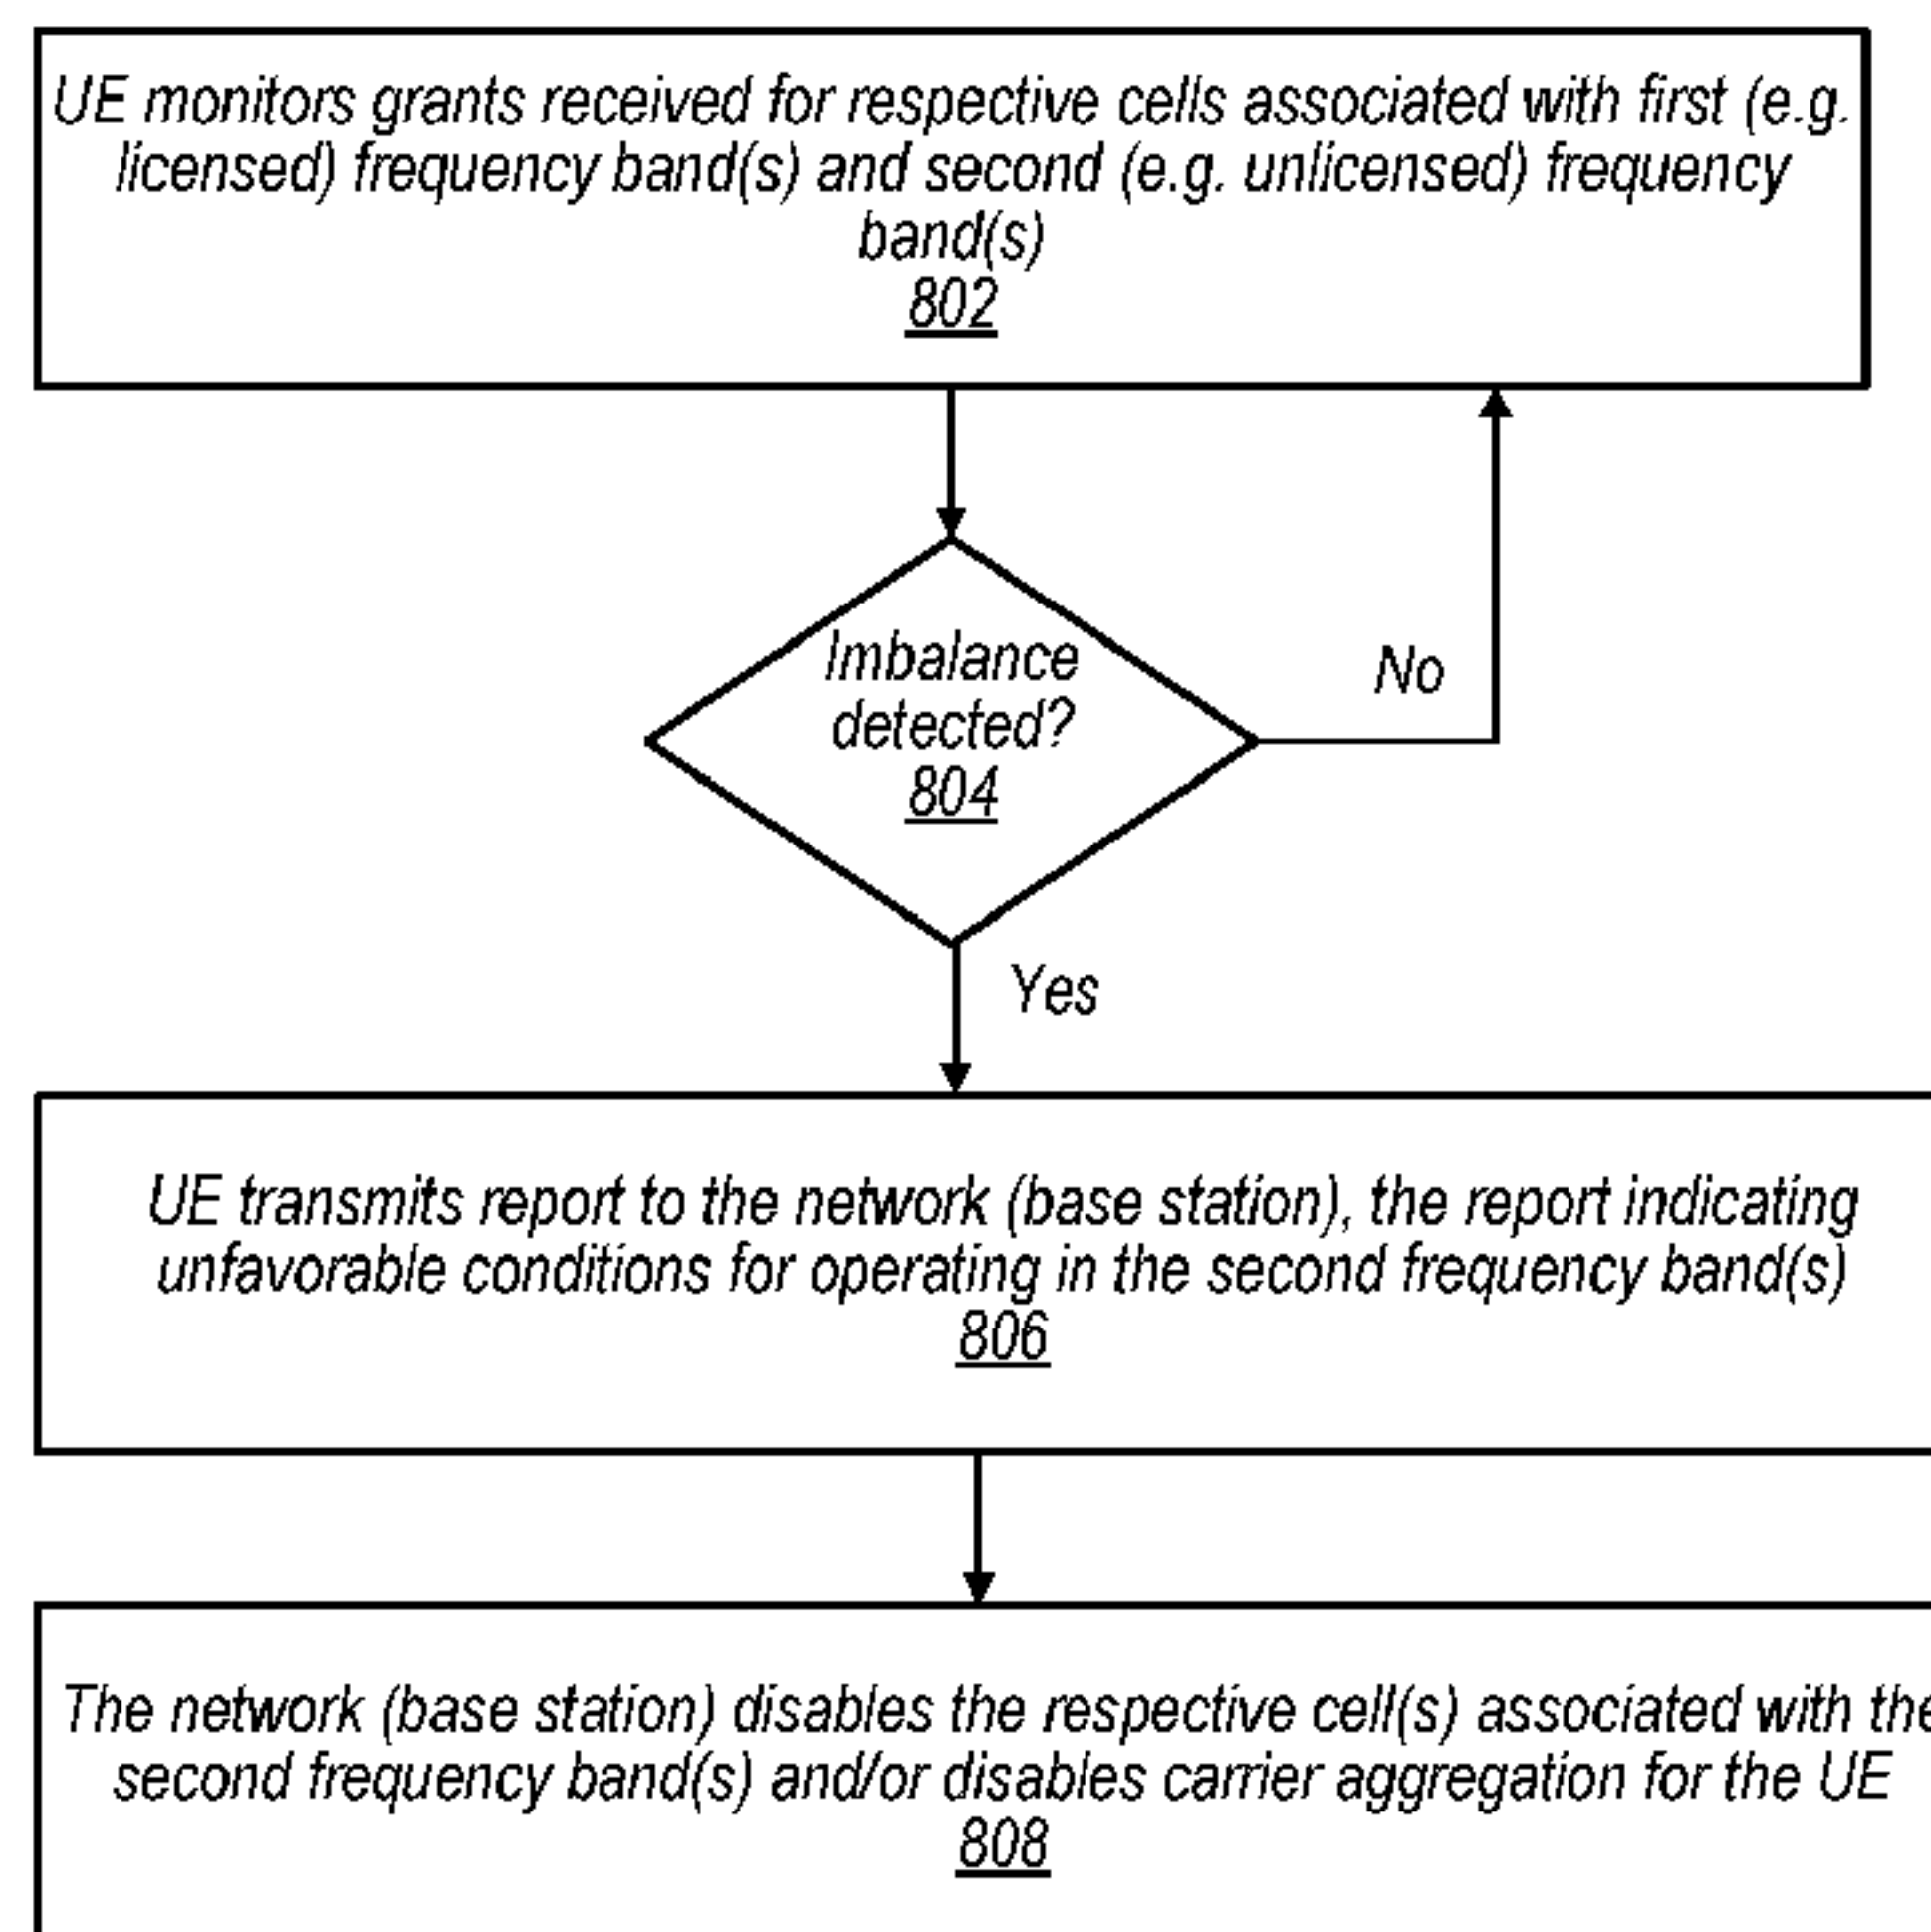 UE monitors grants received for respective cells associated with first (e.g.
licensed) frequency band(s) and second (e.g. unlicensed) frequency
band(s)
802
Imbalance
detected?
804
No
Yes
UE transmits report to the network (base station), the report indicating
unfavorable conditions for operating in the second frequency band(s)
806
The network (base station) disables the respective cell(s) associated with the
second frequency band(s) and/or disables carrier aggregation for the UE
808